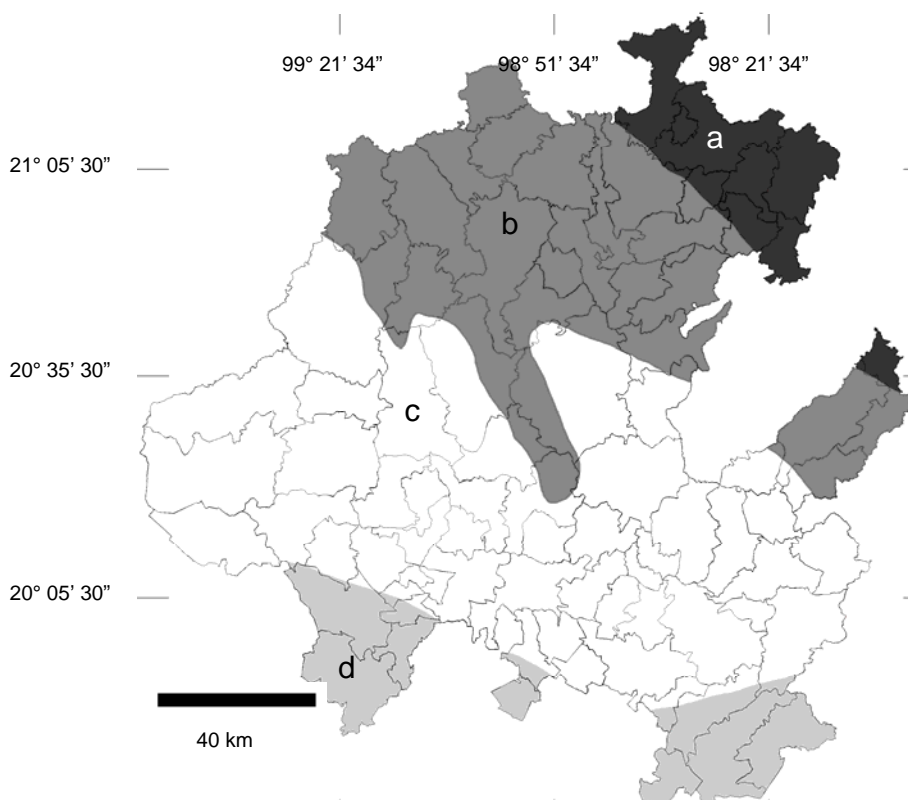 99° 21’ 34”
98° 51’ 34”
98° 21’ 34”
a
21° 05’ 30”
b
20° 35’ 30”
c
20° 05’ 30”
d
40 km